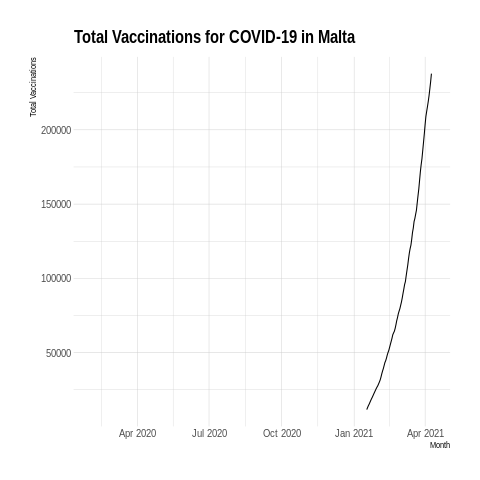 Total Vaccinations for COVID-19 in Malta
Total Vaccinations
200000
150000
100000
50000
Apr 2020 Jul 2020 Oct 2020 Jan 2021 Apr 2021
Month